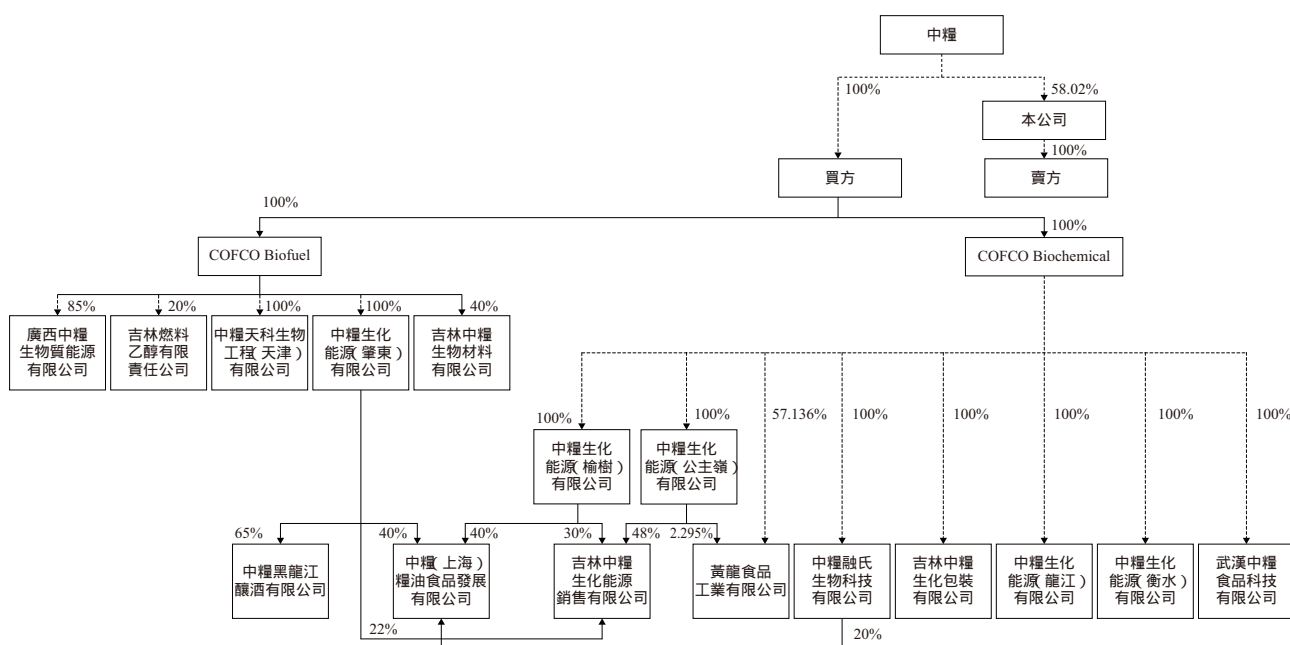 中糧
100%
58.02%
本公司
100%
買方
賣方
100%
100%
COFCO Biofuel
COFCO Biochemical
85%
20%
100%
100%
40%
廣西中糧
生物質能源
有限公司
吉林燃料
乙醇有限
責任公司
中糧天科生物
工程(天津)
有限公司
中糧生化
能源(肇東)
有限公司
吉林中糧
生物材料
有限公司
100%
100%
57.136%
100%
100%
100%
100%
100%
中糧生化
能源(榆樹)
有限公司
中糧生化
能源(公主嶺)
有限公司
65%
40%
40%
30%
48%
2.295%
中糧黑龍江
釀酒有限公司
中糧(上海)
糧油食品發展
有限公司
吉林中糧
生化能源
銷售有限公司
黃龍食品
工業有限公司
中糧融氏
生物科技
有限公司
吉林中糧
生化包裝
有限公司
中糧生化
能源(龍江)
有限公司
中糧生化
能源(衡水)
有限公司
武漢中糧
食品科技
有限公司
22%
20%